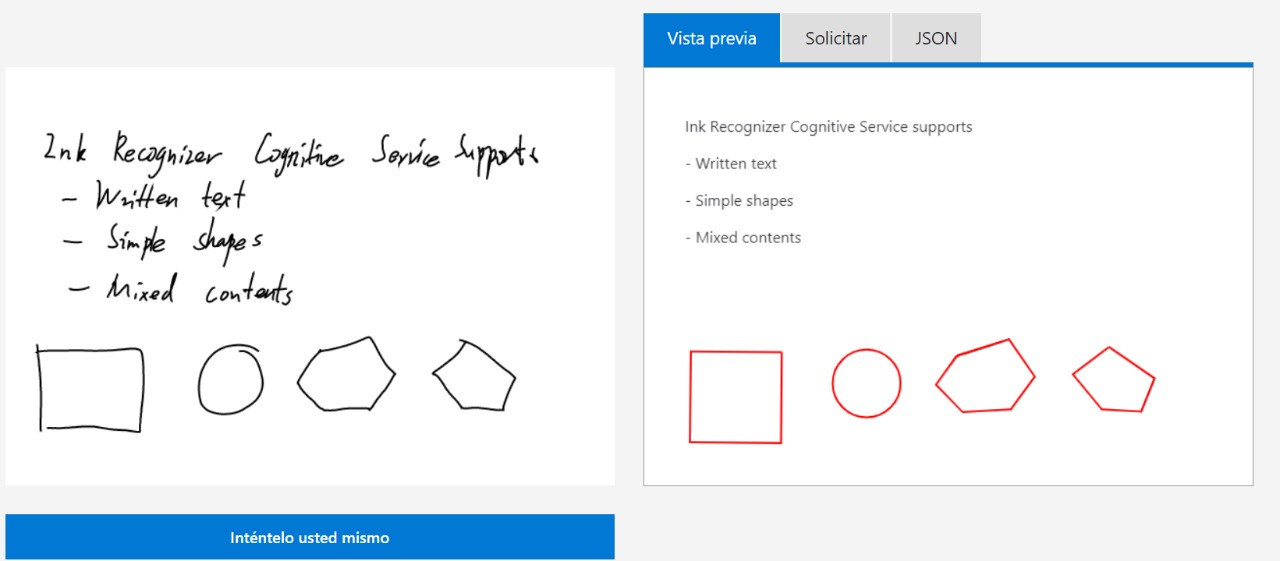 Vista previa Solicitar JSON
Ink Recognizer Cognitive Service Supports
- Written text
- Simple shapes
- Mixed contents
Ink Recognizer Cognitive Service supports
- Written text
- Simple shapes
- Mixed contents
Inténtelo usted mismo